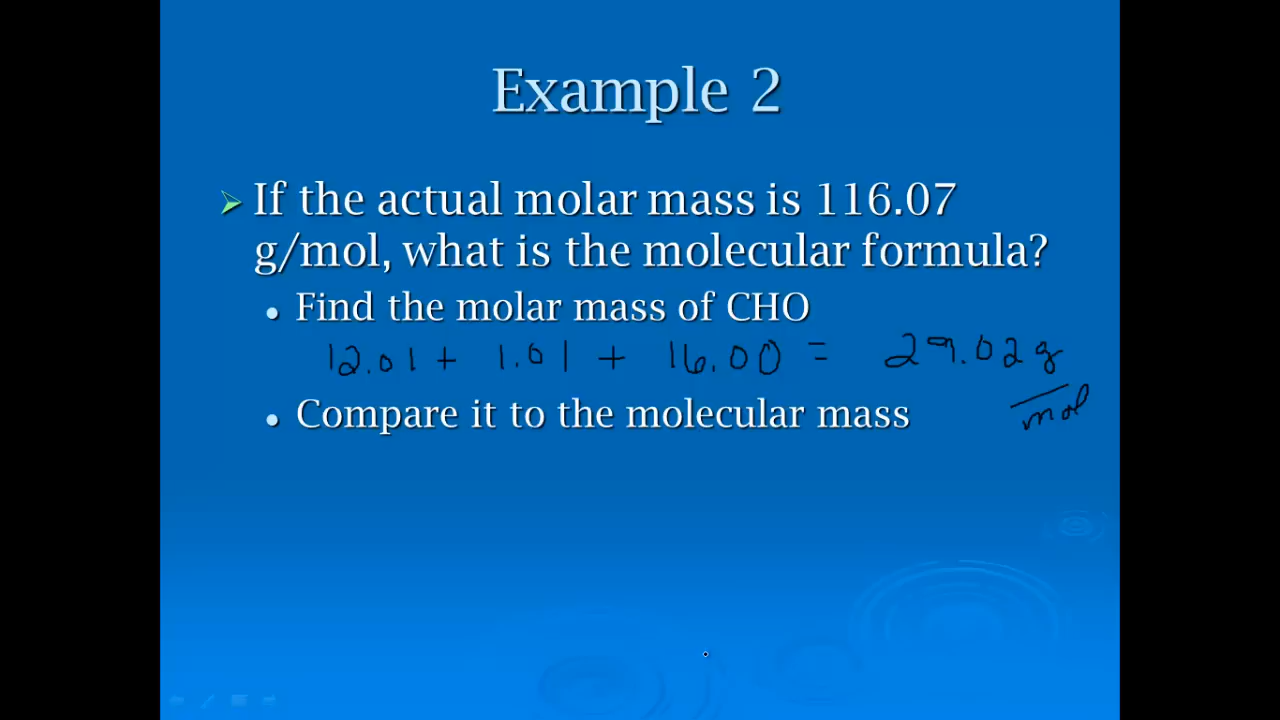 Example 2
If the actual molar mass is 116.07
g/mol, what is the molecular formula?
Find the molar mass of CHO
12.01 + 1.01 + 16.00 = 29.02 g
mol
Compare it to the molecular mass